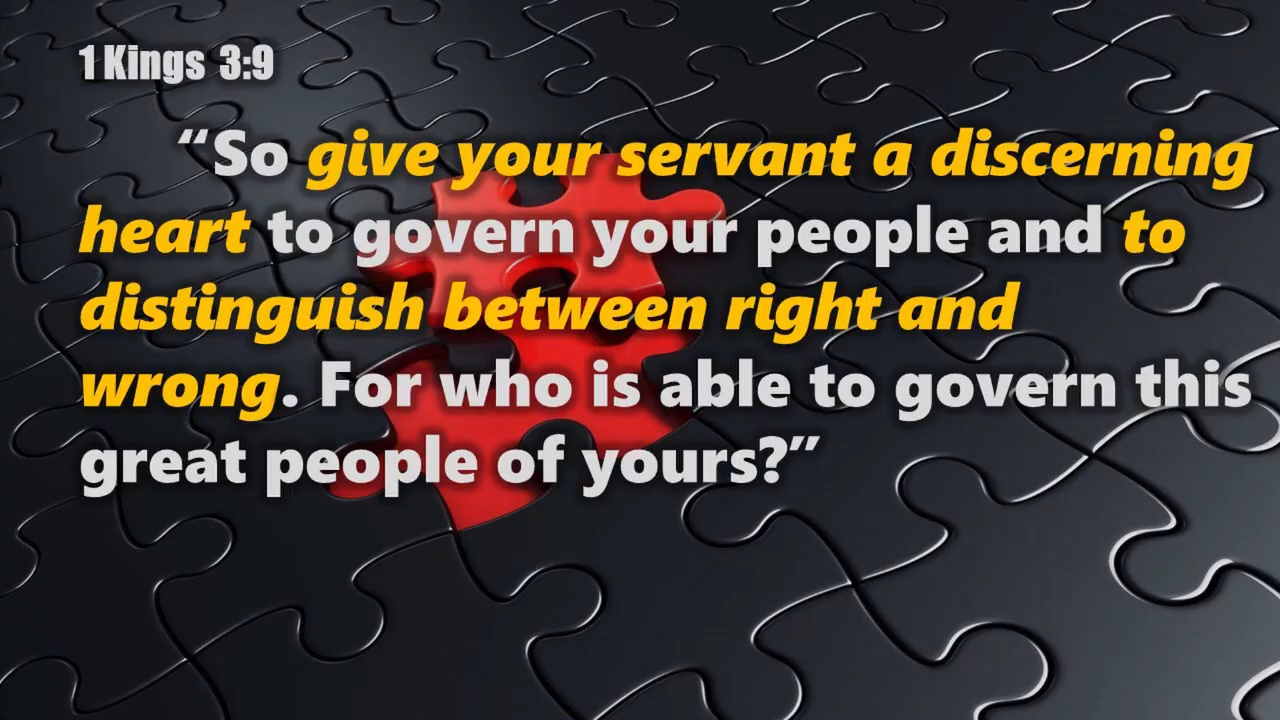 1 Kings 3:9
“So give your servant a discerning
heart to govern your people and to
distinguish between right and
wrong. For who is able to govern this
great people of yours?”